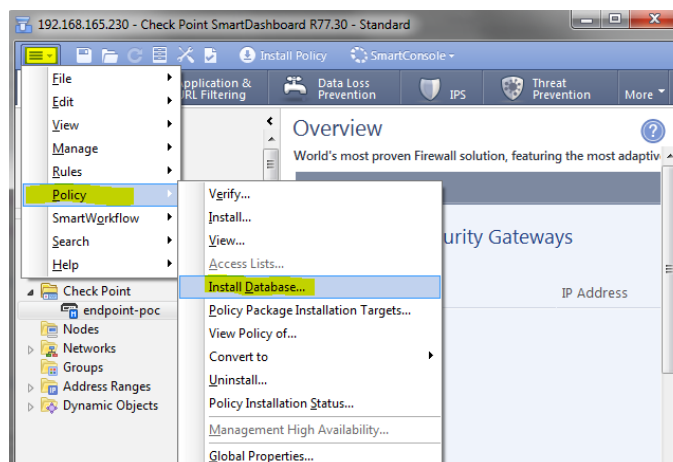 192.168.165.230 - Check Point SmartDashboard R77.30 - Standard
Install Policy SmartConsole
Application & URL Filtering
Data Loss Prevention
IPS
Threat Prevention
More
File
Edit
View
Manage
Rules
Policy
SmartWorkflow
Search
Help
Overview
World's most proven Firewall solution, featuring the most adaptiv
Verify...
Install...
View...
Access Lists...
Install Database...
Policy Package Installation Targets...
View Policy of...
Convert to
Uninstall...
Policy Installation Status...
Management High Availability...
Global Properties...
urity Gateways
IP Address
Check Point
endpoint-poc
Nodes
Networks
Groups
Address Ranges
Dynamic Objects